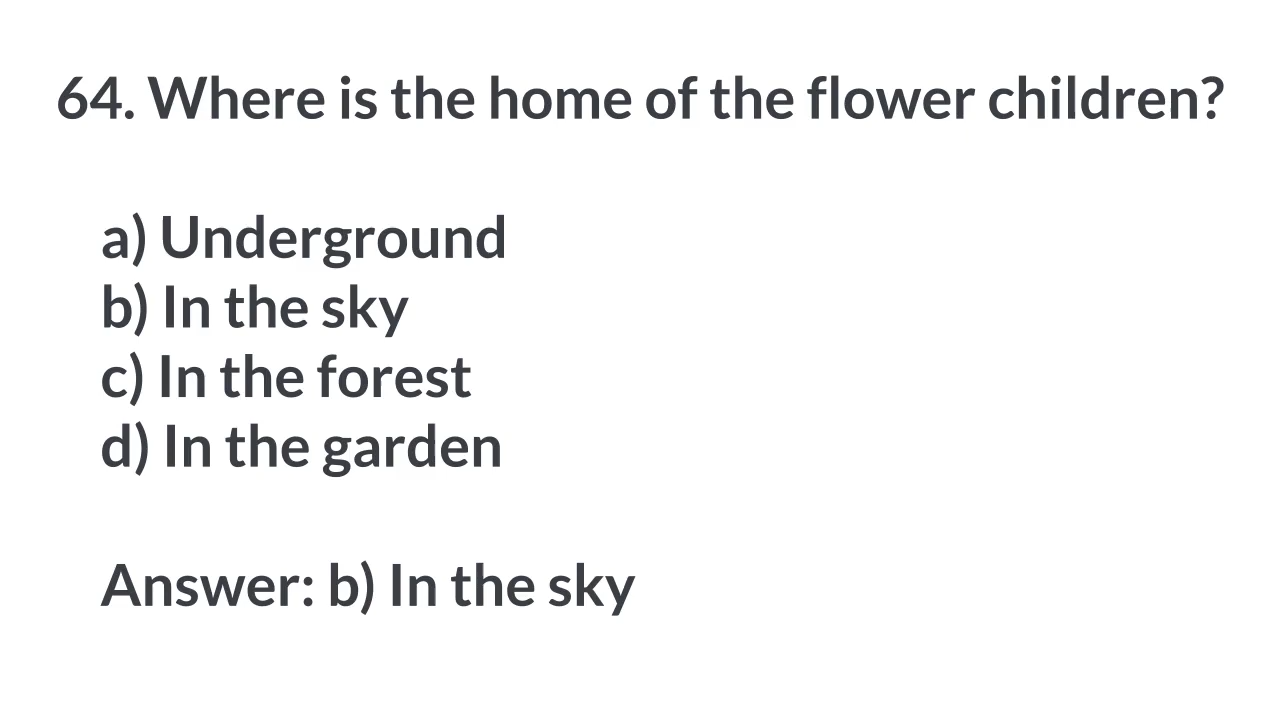 64. Where is the home of the flower children?
a) Underground
b) In the sky
c) In the forest
d) In the garden
Answer: b) In the sky